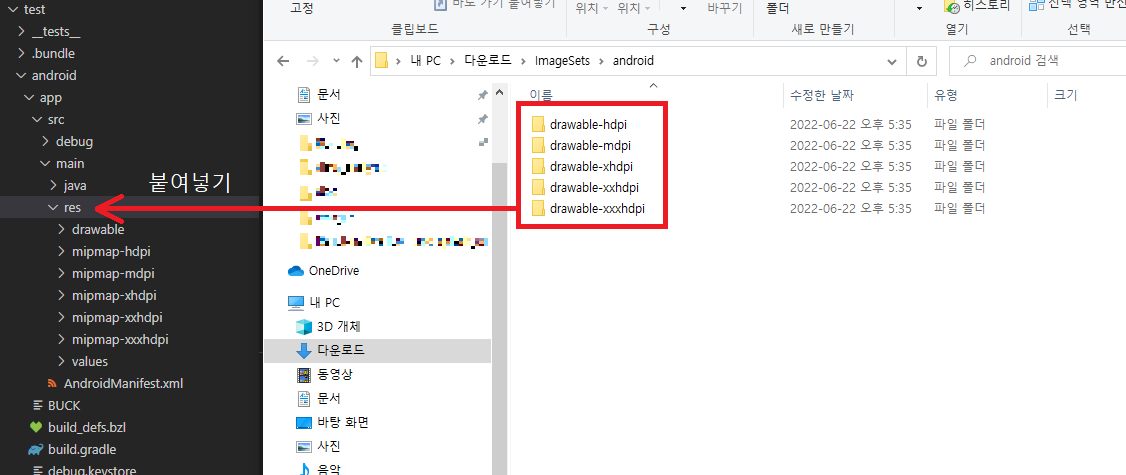 test
__tests__
.bundle
android
app
src
debug
main
java
res
drawable
mipmap-hdpi
mipmap-mdpi
mipmap-xhdpi
mipmap-xxhdpi
mipmap-xxxhdpi
values
AndroidManifest.xml
BUCK
build_defs.bzl
build.gradle
debug.keystore
붙여넣기
고정
바로 가기 붙여넣기
위치
위치
바꾸기
폴더
히스토리
선택 영역 반전
클립보드
구성
새로 만들기
열기
선택
내 PC
다운로드
ImageSets
android
android 검색
문서
사진
OneDrive
내 PC
3D 개체
다운로드
동영상
문서
바탕 화면
사진
음악
이름
수정한 날짜
유형
크기
drawable-hdpi 2022-06-22 오후 5:35 파일 폴더
drawable-mdpi 2022-06-22 오후 5:35 파일 폴더
drawable-xhdpi 2022-06-22 오후 5:35 파일 폴더
drawable-xxhdpi 2022-06-22 오후 5:35 파일 폴더
drawable-xxxhdpi 2022-06-22 오후 5:35 파일 폴더